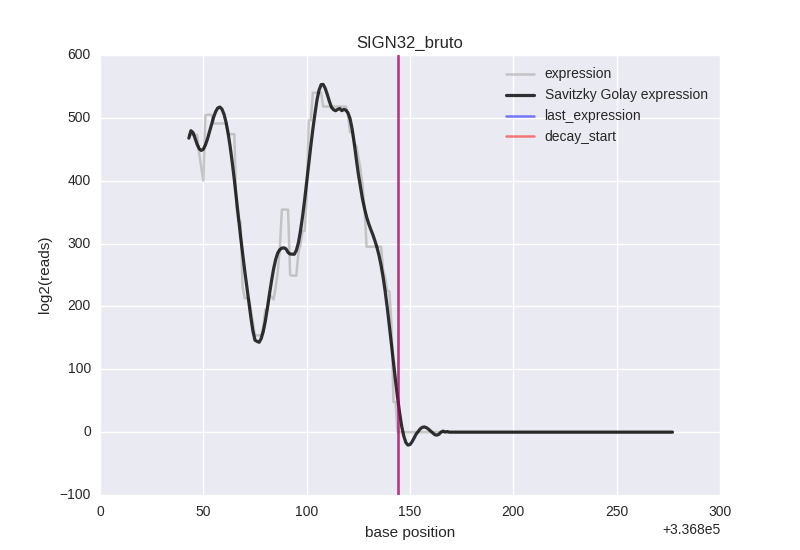 SIGN32_bruto
600
500
400
300
200
100
0
−100
log2(reads)
expression
Savitzky Golay expression
last_expression
decay_start
0
50
100
150
200
250
300
base position
+3.368e5